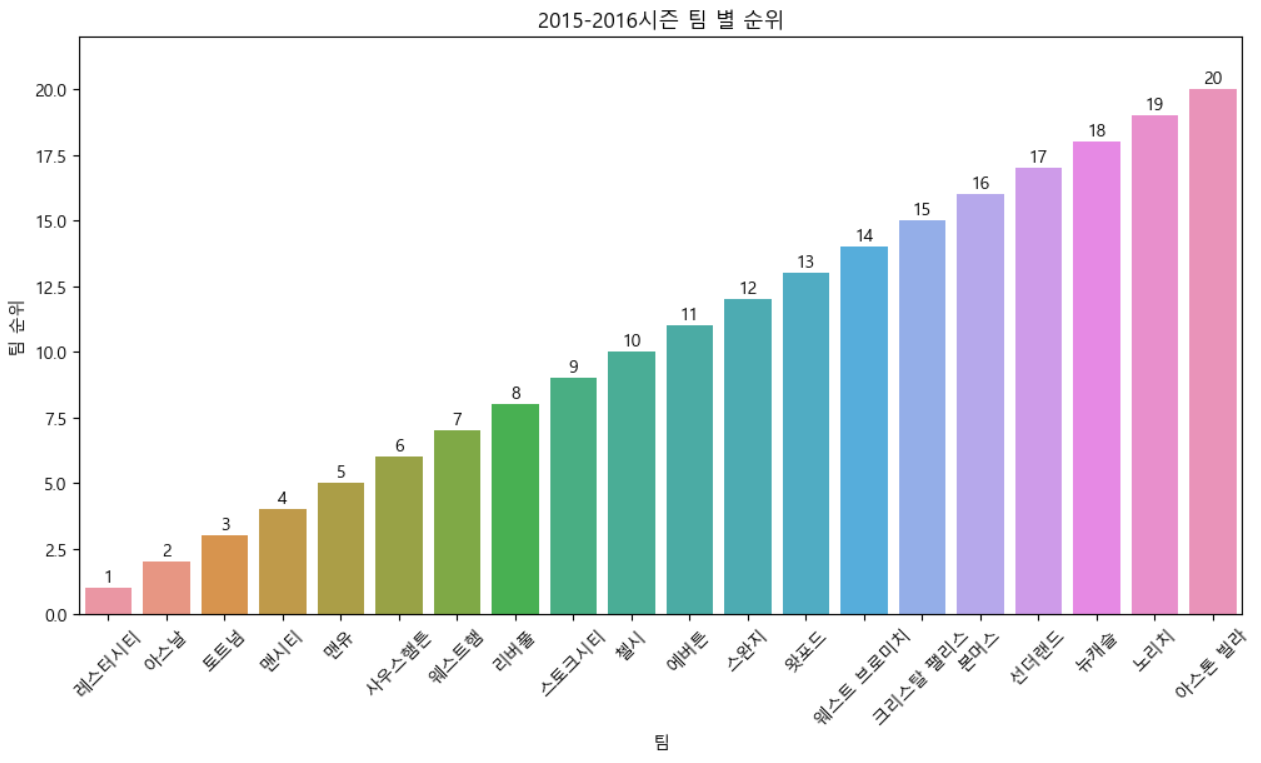 2015-2016시즌 팀 별 순위
팀 순위
20.0
17.5
15.0
12.5
10.0
7.5
5.0
2.5
0.0
1
2
3
4
5
6
7
8
9
10
11
12
13
14
15
16
17
18
19
20
레스터시티
아스날
토트넘
맨시티
맨유
사우스햄튼
웨스트햄
리버풀
스토크시티
첼시
에버튼
스완지
왓포드
웨스트 브로미치
크리스탈 팰리스
본머스
선더랜드
뉴캐슬
노리치
아스톤 빌라
팀